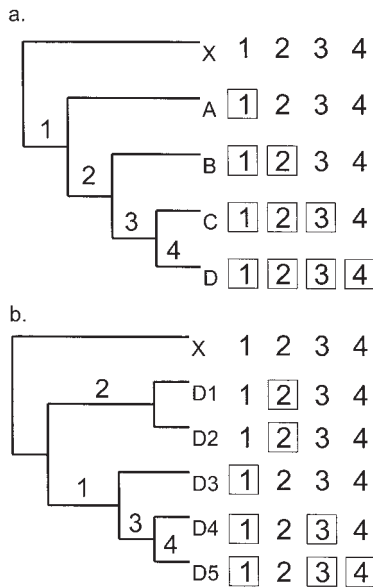 a.
X 1 2 3 4
1 A 1 2 3 4
2 B 1 2 3 4
3 C 1 2 3 4
4 D 1 2 3 4
b.
X 1 2 3 4
2 D1 1 2 3 4
D2 1 2 3 4
1 D3 1 2 3 4
3 D4 1 2 3 4
4 D5 1 2 3 4